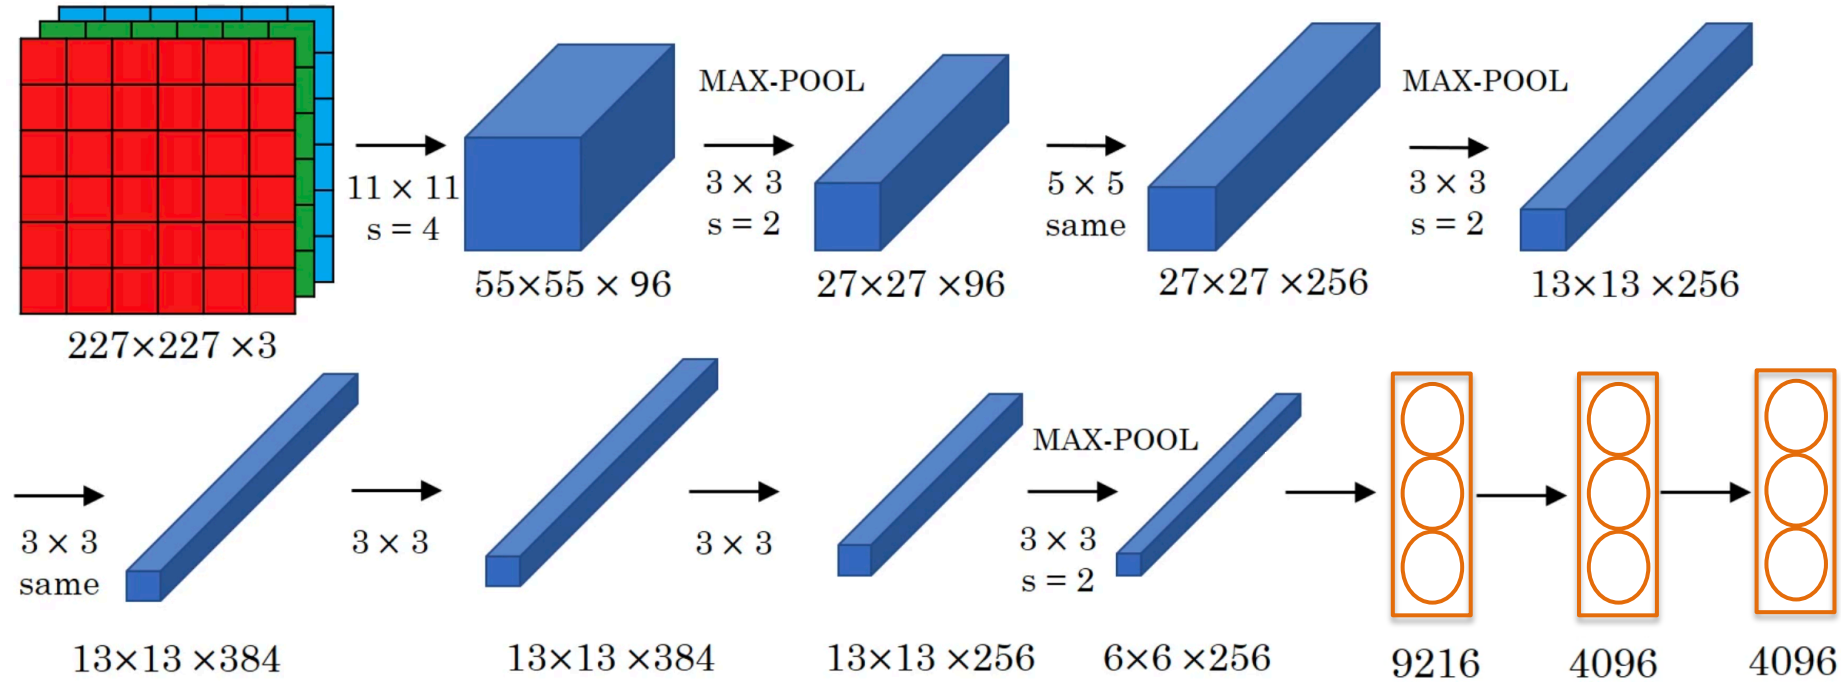 227×227 ×3
11 × 11
s = 4
55×55 × 96
MAX-POOL
3 × 3
s = 2
27×27 ×96
5 × 5
same
27×27 ×256
MAX-POOL
3 × 3
s = 2
13×13 ×256
3 × 3
same
13×13 ×384
3 × 3
13×13 ×384
3 × 3
13×13 ×256
MAX-POOL
3 × 3
s = 2
6×6 ×256
9216
4096
4096